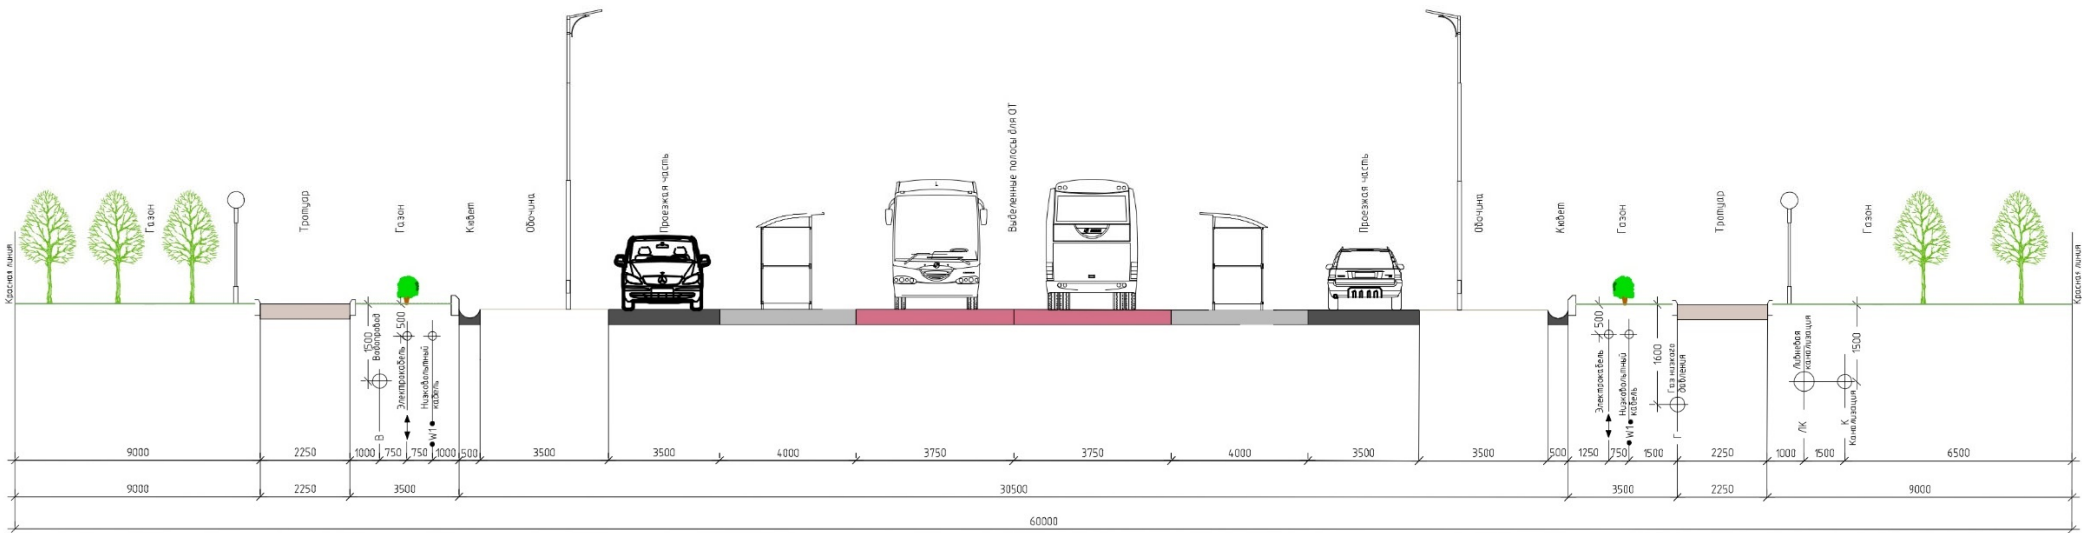 Красная линия
Газон
Тротуар
Газон
Кювет
Обочина
Проезжая часть
Выделенные полосы для ОТ
Проезжая часть
Обочина
Кювет
Газон
Тротуар
Газон
Красная линия
1500
Водопровод
500
Электрокабель
Низковольтный
кабель
В
W1
500
Электрокабель
Низковольтный
кабель
W1
1600
Газ низкого
давления
Г
Ливневая
канализация
ЛК
1500
К
Канализация
9000
2250
1000
750
750
1000
500
3500
3500
4000
3750
3750
4000
3500
3500
500
1250
750
1500
2250
1000
1500
6500
9000
2250
3500
30500
3500
2250
9000
60000